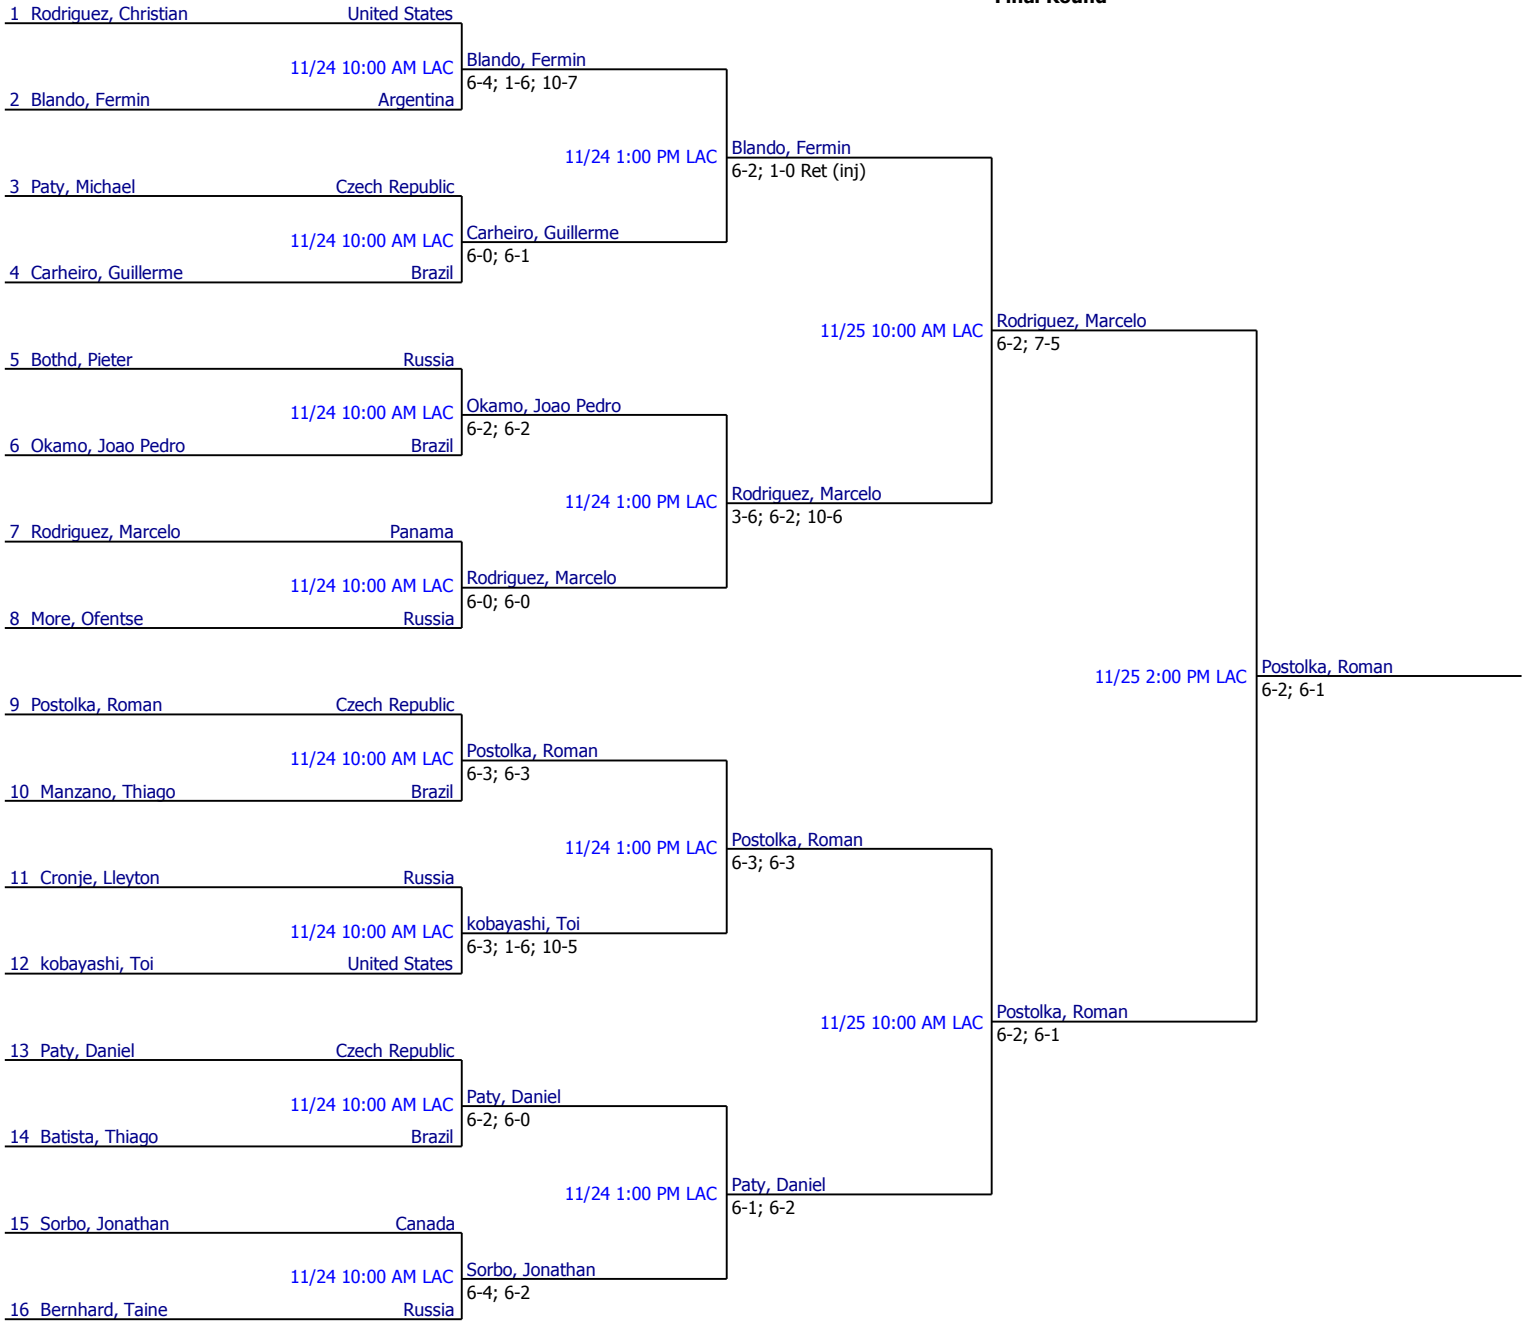 Final Round
1 Rodriguez, Christian United States
11/24 10:00 AM LAC
Blando, Fermin
6-4; 1-6; 10-7
2 Blando, Fermin Argentina
11/24 1:00 PM LAC
Blando, Fermin
6-2; 1-0 Ret (inj)
3 Paty, Michael Czech Republic
11/24 10:00 AM LAC
Carheiro, Guillerme
6-0; 6-1
4 Carheiro, Guillerme Brazil
11/25 10:00 AM LAC
Rodriguez, Marcelo
6-2; 7-5
5 Bothd, Pieter Russia
11/24 10:00 AM LAC
Okamo, Joao Pedro
6-2; 6-2
6 Okamo, Joao Pedro Brazil
11/24 1:00 PM LAC
Rodriguez, Marcelo
3-6; 6-2; 10-6
7 Rodriguez, Marcelo Panama
11/24 10:00 AM LAC
Rodriguez, Marcelo
6-0; 6-0
8 More, Ofentse Russia
11/25 2:00 PM LAC
Postolka, Roman
6-2; 6-1
9 Postolka, Roman Czech Republic
11/24 10:00 AM LAC
Postolka, Roman
6-3; 6-3
10 Manzano, Thiago Brazil
11/24 1:00 PM LAC
Postolka, Roman
6-3; 6-3
11 Cronje, Lleyton Russia
11/24 10:00 AM LAC
kobayashi, Toi
6-3; 1-6; 10-5
12 kobayashi, Toi United States
11/25 10:00 AM LAC
Postolka, Roman
6-2; 6-1
13 Paty, Daniel Czech Republic
11/24 10:00 AM LAC
Paty, Daniel
6-2; 6-0
14 Batista, Thiago Brazil
11/24 1:00 PM LAC
Paty, Daniel
6-1; 6-2
15 Sorbo, Jonathan Canada
11/24 10:00 AM LAC
Sorbo, Jonathan
6-4; 6-2
16 Bernhard, Taine Russia